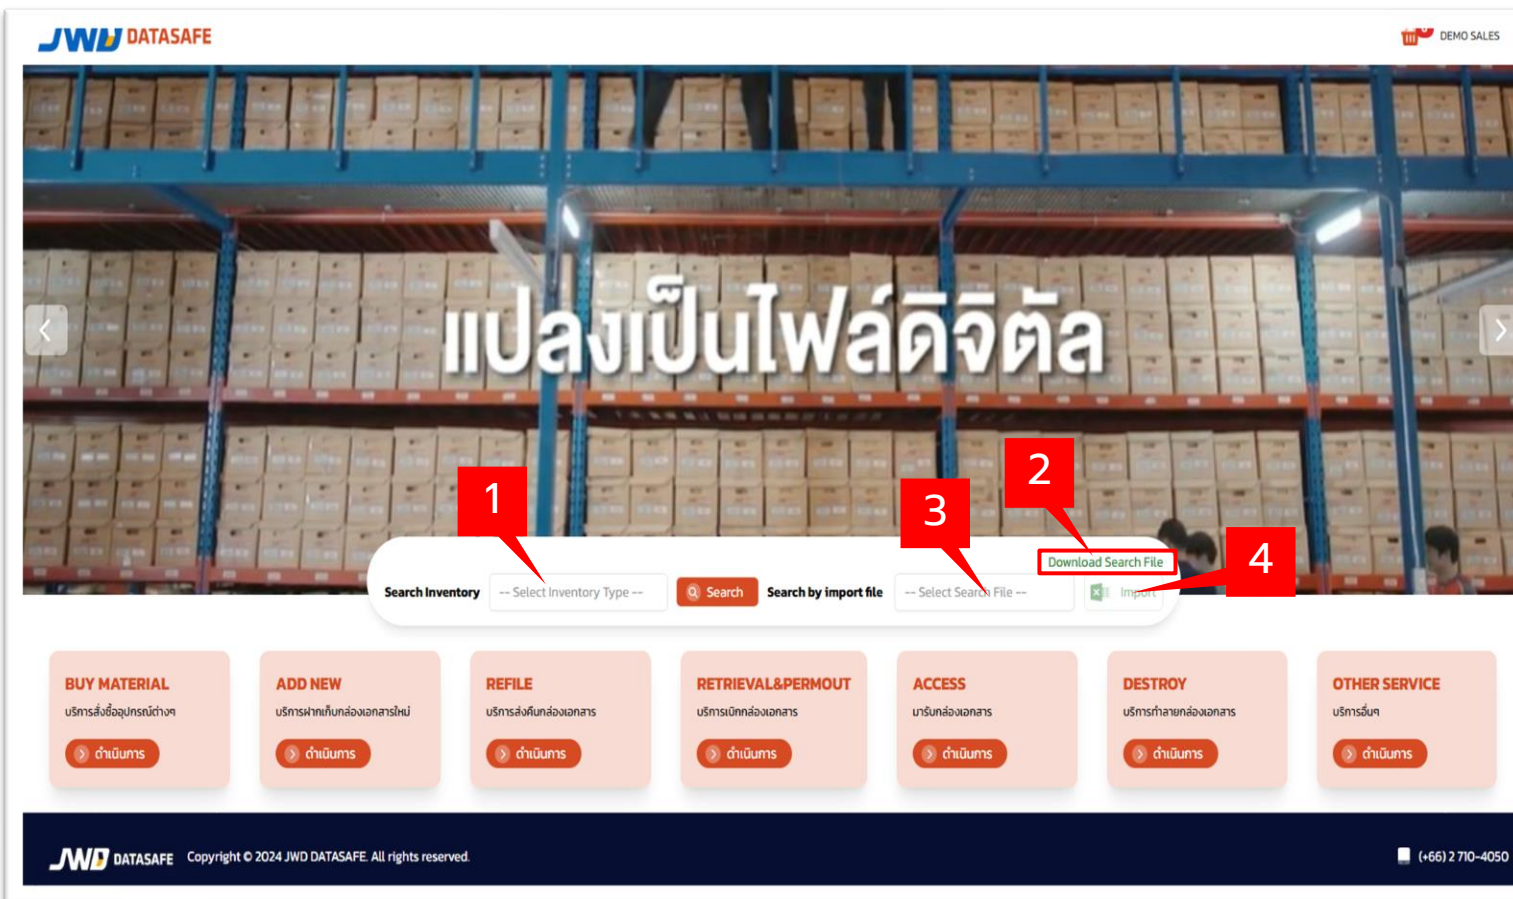 JWD DATASAFE
DEMO SALES
แปลงเป็นไฟล์ดิจิตัล
1
2
3
4
Download Search File
Search Inventory -- Select Inventory Type -- Search Search by import file -- Select Search File -- Import
BUY MATERIAL
บริการสั่งซื้ออุปกรณ์ต่างๆ
ดำเนินการ
ADD NEW
บริการฝากเก็บกล่องเอกสารใหม่
ดำเนินการ
REFILE
บริการส่งคืนกล่องเอกสาร
ดำเนินการ
RETRIEVAL&PERMOUT
บริการเบิกกล่องเอกสาร
ดำเนินการ
ACCESS
มารับกล่องเอกสาร
ดำเนินการ
DESTROY
บริการทำลายกล่องเอกสาร
ดำเนินการ
OTHER SERVICE
บริการอื่นๆ
ดำเนินการ
JWD DATASAFE Copyright © 2024 JWD DATASAFE. All rights reserved.
(+66) 2 710-4050